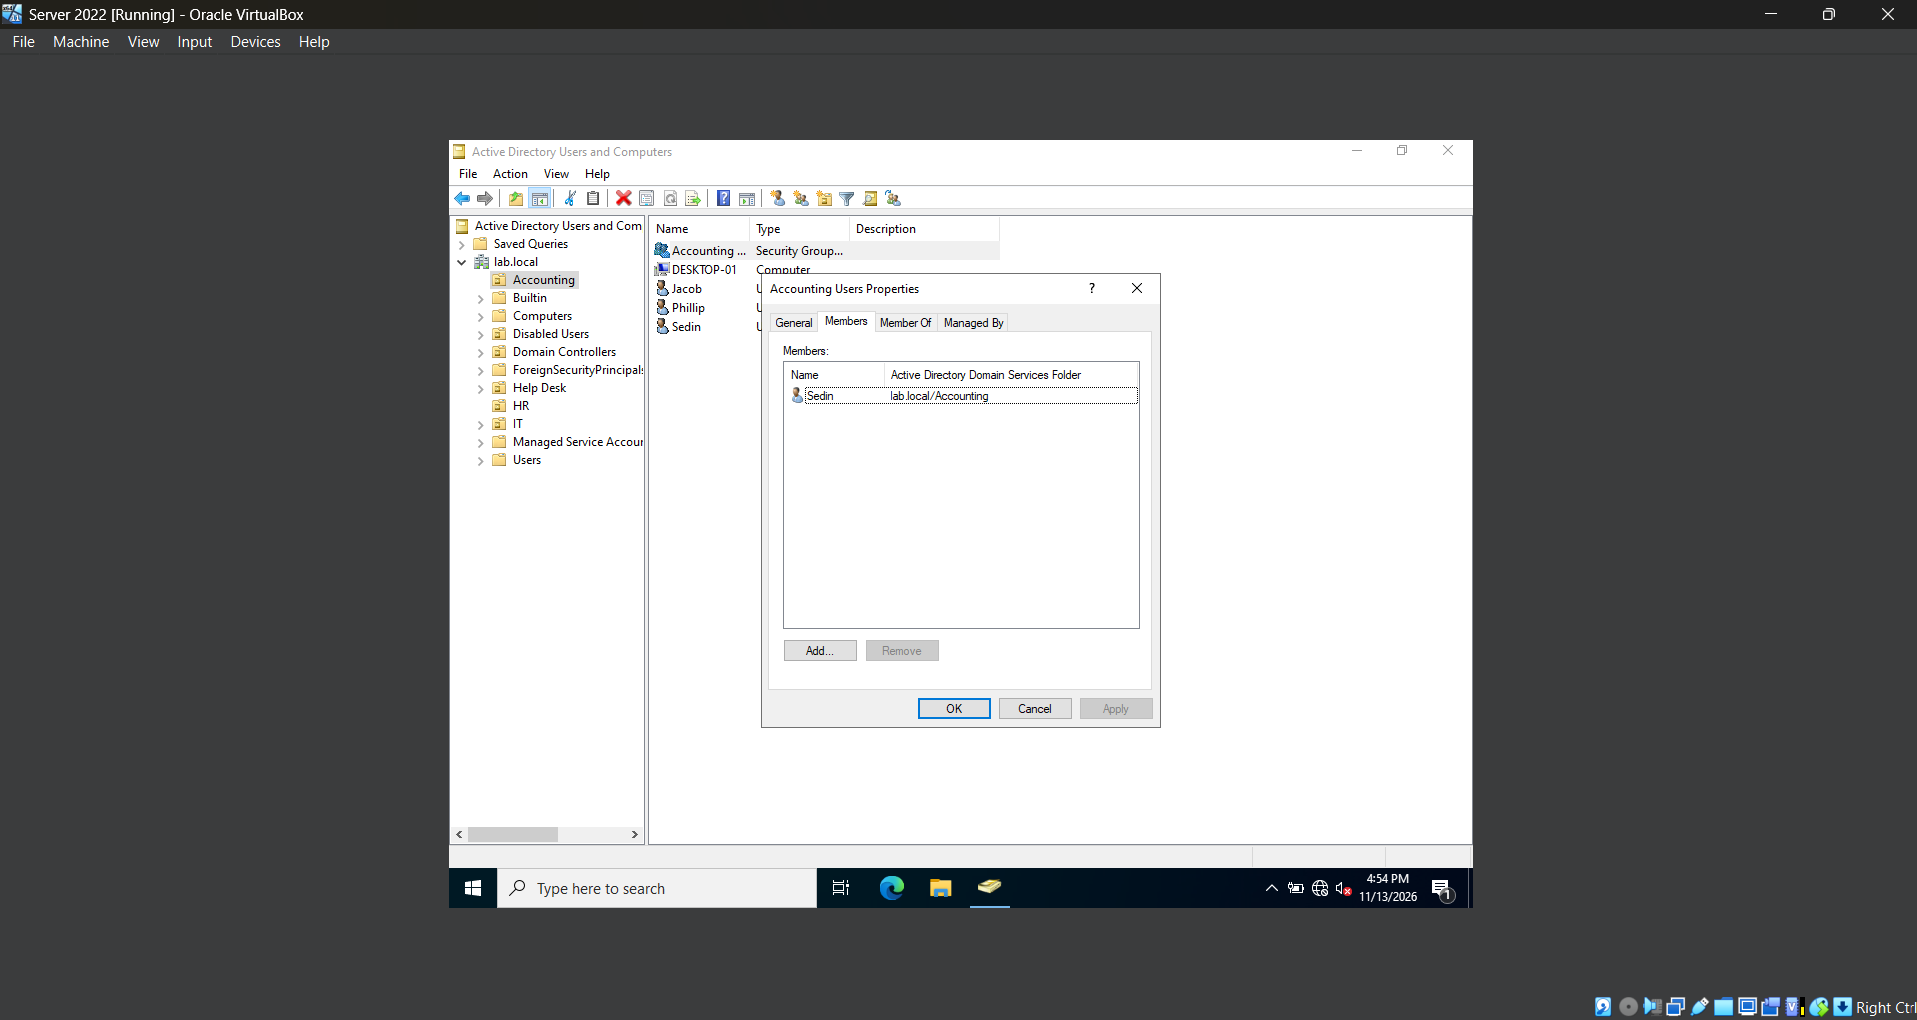 Server 2022 [Running] - Oracle VirtualBox
File Machine View Input Devices Help
Active Directory Users and Computers
File Action View Help
Active Directory Users and Com
Saved Queries
lab.local
Accounting
Builtin
Computers
Disabled Users
Domain Controllers
ForeignSecurityPrincipals
Help Desk
HR
IT
Managed Service Accour
Users
Name Type Description
Accounting ... Security Group...
DESKTOP-01 Computer
Jacob
Phillip
Sedin
Accounting Users Properties
General Members Member Of Managed By
Members:
Name Active Directory Domain Services Folder
Sedin lab.local/Accounting
Add... Remove
OK Cancel Apply
Type here to search
4:54 PM
11/13/2026
1
Right Ctrl